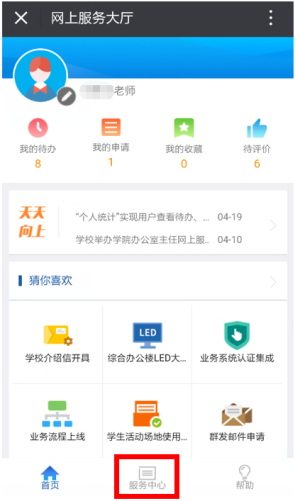 网上服务大厅
老师
我的待办 我的申请 我的收藏 待评价
8 1 0 6
天天向上
“个人统计”实现用户查看待办、... 04-19
学校举办学院办公室主任网上服.. 04-10
猜你喜欢
LED
学校介绍信开具 综合办公楼LED大... 业务系统认证集成
业务流程上线 学生活动场地使用... 群发邮件申请
首页 服务中心 帮助